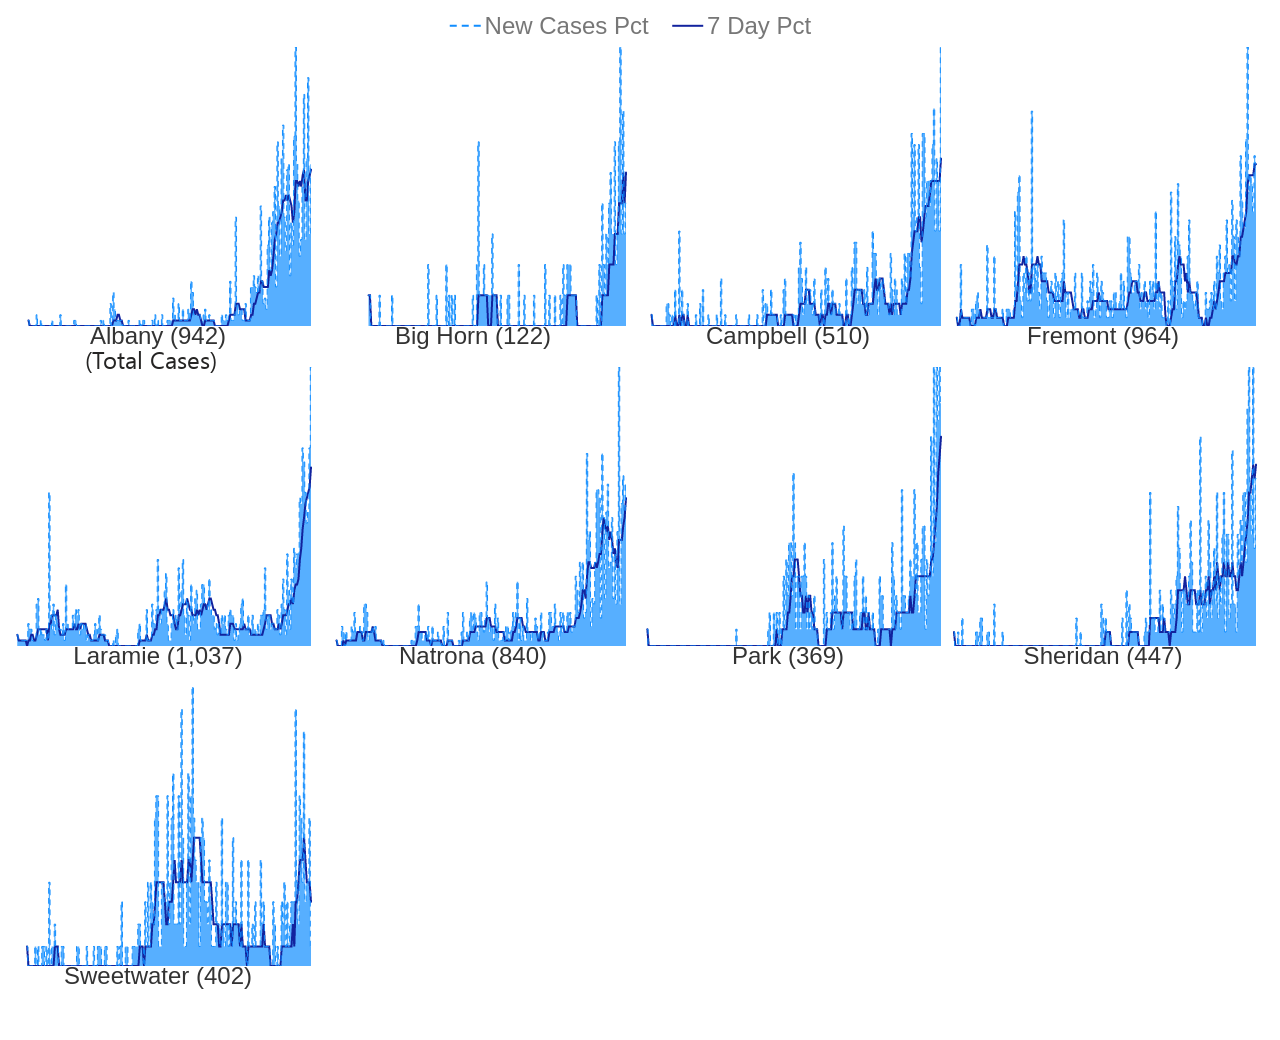 New Cases Pct 7 Day Pct
Albany (942)
(Total Cases)
Big Horn (122)
Campbell (510)
Fremont (964)
Laramie (1,037)
Natrona (840)
Park (369)
Sheridan (447)
Sweetwater (402)